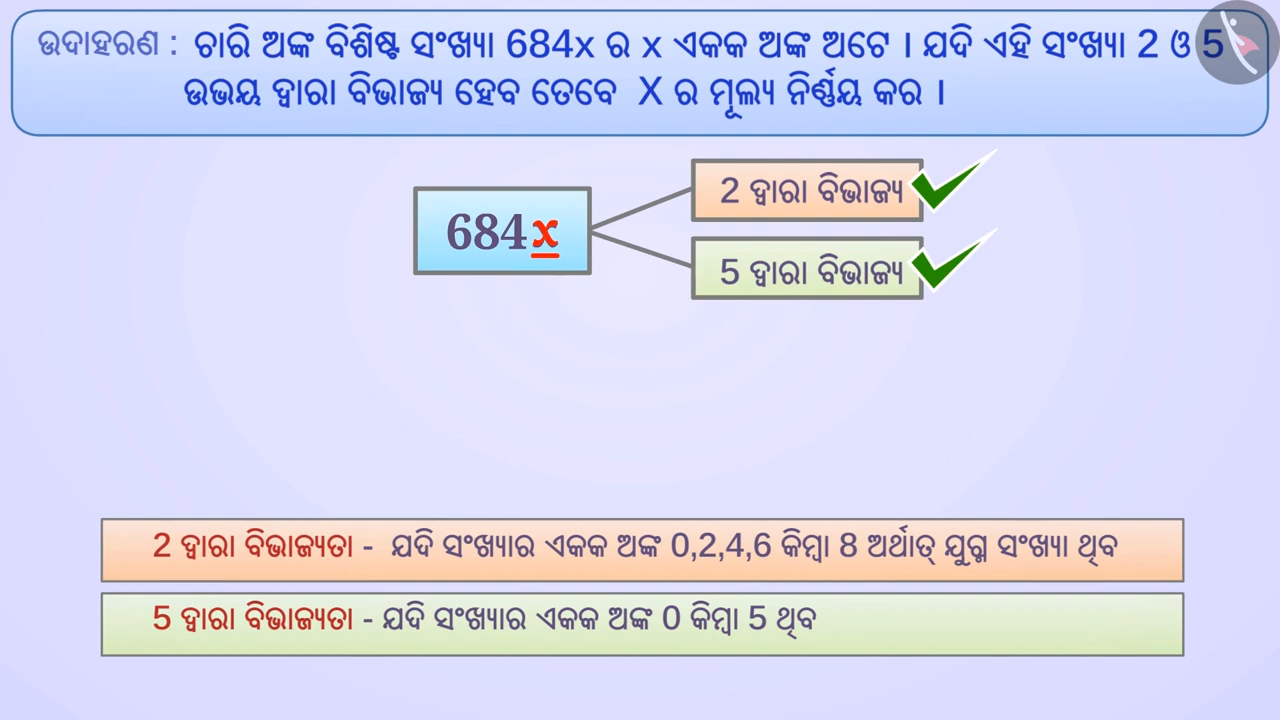 ଉଦାହରଣ : ଚାରି ଅଙ୍କ ବିଶିଷ୍ଟ ସଂଖ୍ୟା 684x ର x ଏକକ ଅଙ୍କ ଅଟେ । ଯଦି ଏହି ସଂଖ୍ୟା 2 ଓ 5
ଉଭୟ ଦ୍ୱାରା ବିଭାଜ୍ୟ ହେବ ତେବେ X ର ମୂଲ୍ୟ ନିର୍ଣ୍ଣୟ କର ।
2 ଦ୍ୱାରା ବିଭାଜ୍ୟ
684x
5 ଦ୍ୱାରା ବିଭାଜ୍ୟ
2 ଦ୍ୱାରା ବିଭାଜ୍ୟତା - ଯଦି ସଂଖ୍ୟାର ଏକକ ଅଙ୍କ 0,2,4,6 କିମ୍ବା 8 ଅର୍ଥାତ୍ ଯୁଗ୍ମ ସଂଖ୍ୟା ଥିବ
5 ଦ୍ୱାରା ବିଭାଜ୍ୟତା - ଯଦି ସଂଖ୍ୟାର ଏକକ ଅଙ୍କ 0 କିମ୍ବା 5 ଥିବ